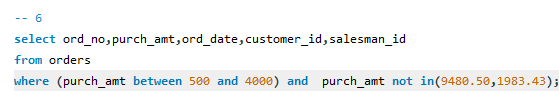 -- 6
select ord_no,purch_amt,ord_date,customer_id,salesman_id
from orders
where (purch_amt between 500 and 4000) and  purch_amt not in(9480.50,1983.43);